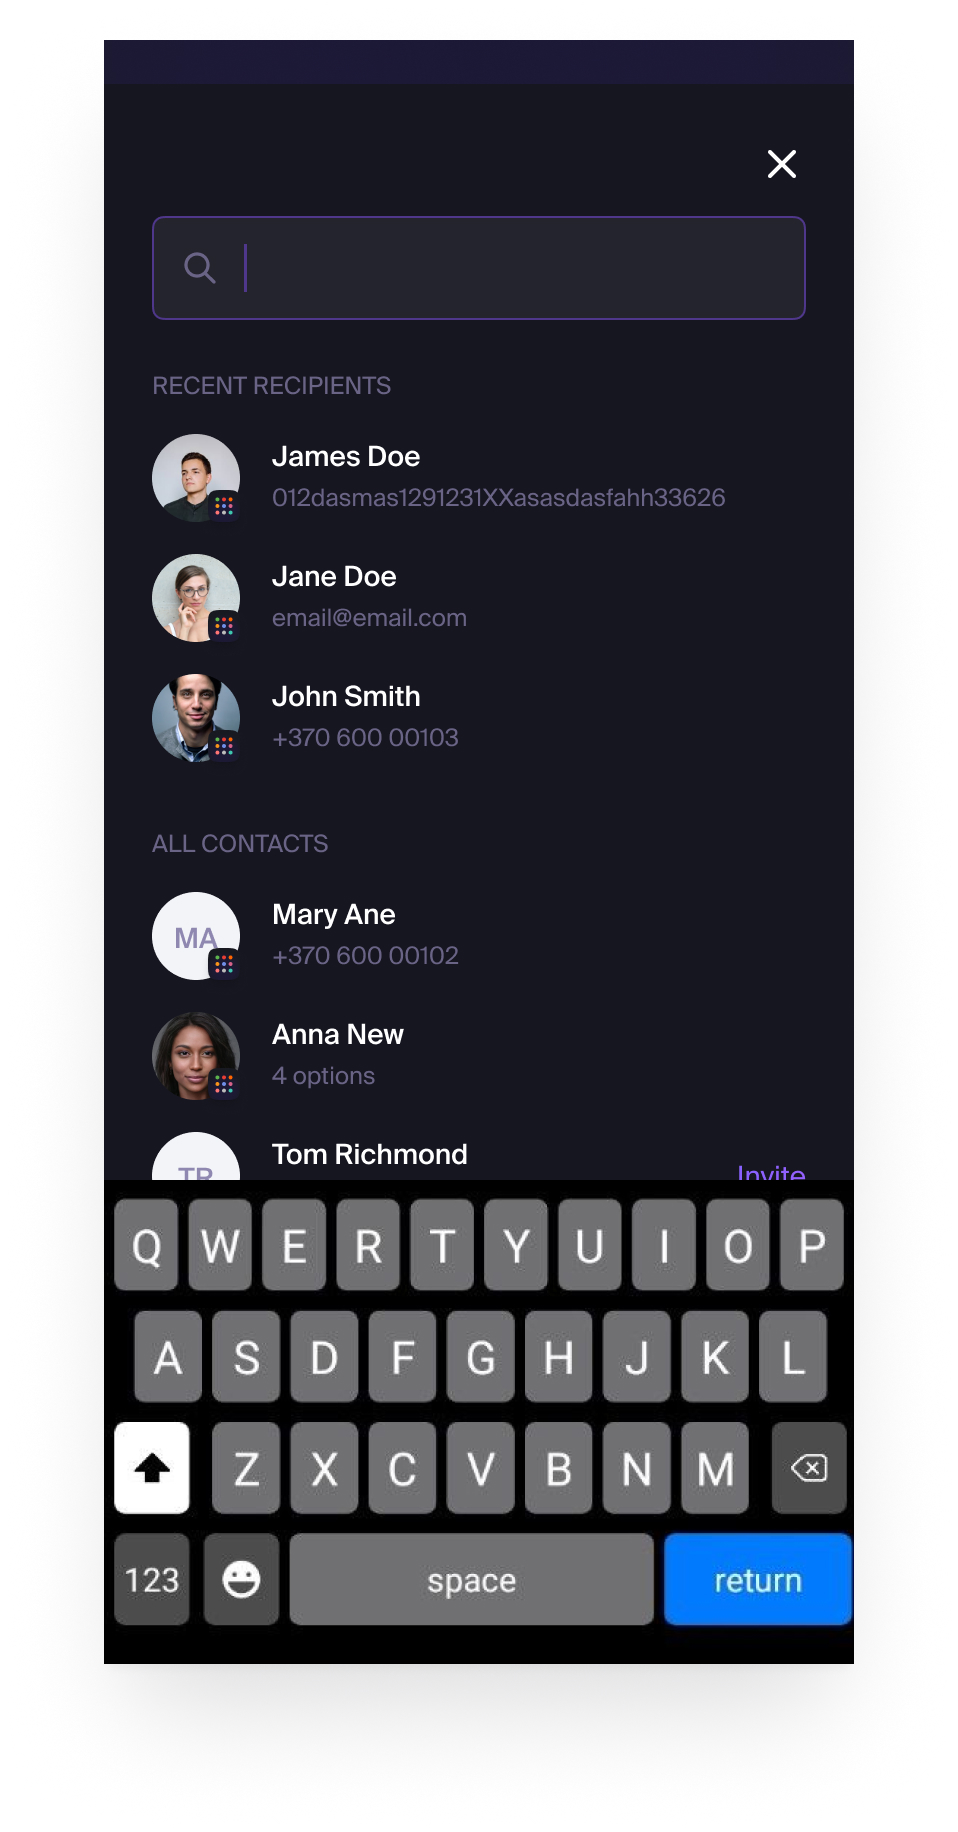 RECENT RECIPIENTS
James Doe
012dasmas1291231XXasasdasfahh33626
Jane Doe
email@email.com
John Smith
+370 600 00103
ALL CONTACTS
MA
Mary Ane
+370 600 00102
Anna New
4 options
TR
Tom Richmond
Invite
Q W E R T Y U I O P
A S D F G H J K L
Z X C V B N M
123 space return